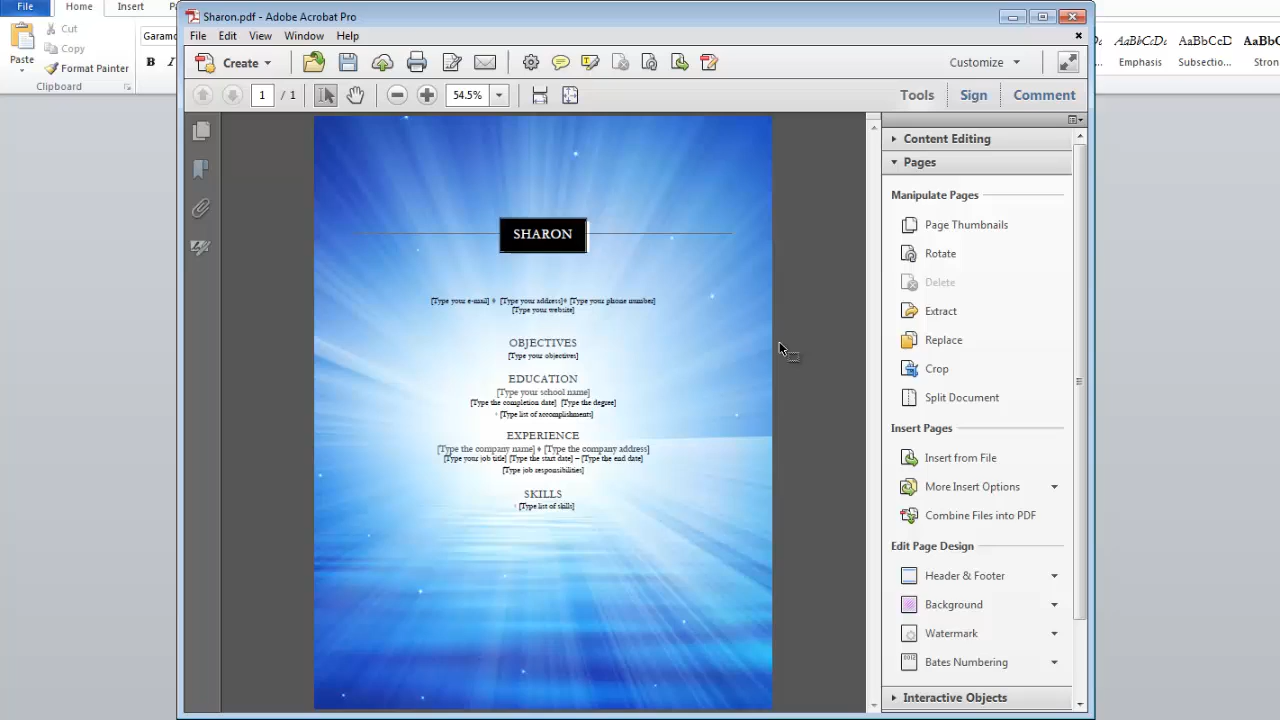 File
Home
Insert
Cut
Copy
Paste
Format Painter
Clipboard
Garamo
B I
Sharon.pdf - Adobe Acrobat Pro
File Edit View Window Help
Create
Customize
1 / 1
54.5%
Tools Sign Comment
AaBbCcDc AaBbCcD AaBbCc
Emphasis Subsectio... Stron
SHARON
[Type your e-mail] ♦ [Type your address]♦ [Type your phone number]
[Type your website]
OBJECTIVES
[Type your objectives]
EDUCATION
[Type your school name]
[Type the completion date] [Type the degree]
[Type list of accomplishments]
EXPERIENCE
[Type the company name] ♦ [Type the company address]
[Type your job title] [Type the start date] – [Type the end date]
[Type job responsibilities]
SKILLS
[Type list of skills]
Content Editing
Pages
Manipulate Pages
Page Thumbnails
Rotate
Delete
Extract
Replace
Crop
Split Document
Insert Pages
Insert from File
More Insert Options
Combine Files into PDF
Edit Page Design
Header & Footer
Background
Watermark
Bates Numbering
Interactive Objects